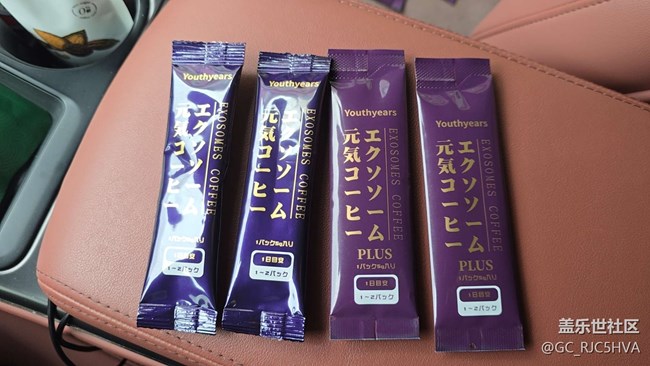 Youthyears
エクソソーム
元気コーヒー
EXOSOMES COFFEE
1パック8g入り
1日目安
1~2パック
Youthyears
エクソソーム
元気コーヒー
EXOSOMES COFFEE
1日目安
1~2パック
Youthyears
エクソソーム
元気コーヒー
EXOSOMES COFFEE
PLUS
1日目安
1~2パック
Youthyears
エクソソーム
元気コーヒー
EXOSOMES COFFEE
PLUS
1日目安
1~2パック
盖乐世社区
@GC_RJC5HVA